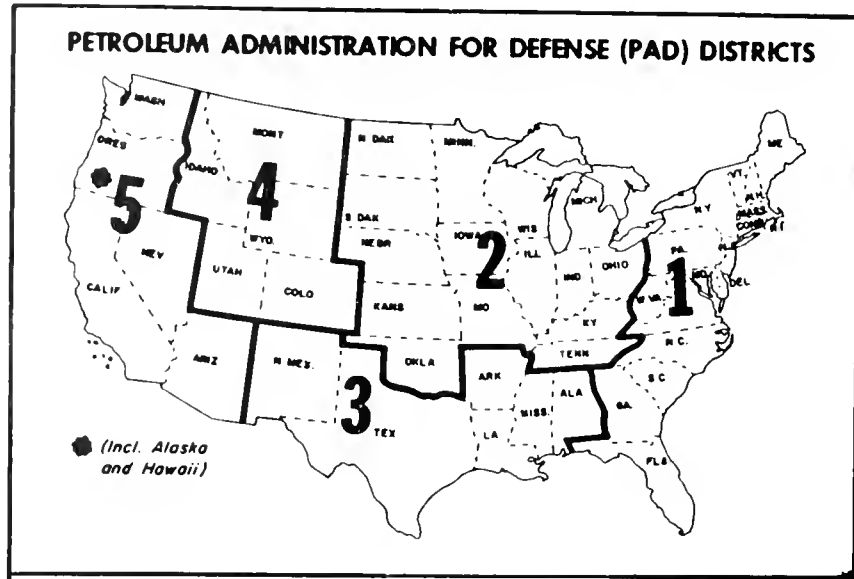 PETROLEUM ADMINISTRATION FOR DEFENSE (PAD) DISTRICTS
WASH
MONT
N DAK
MINN.
ME
OREG
IDAHO
4
5
S DAK
WIS
MICH
VT.
N.H.
N.Y.
MASS.
CONN.
R I
WYO.
NEBR
IOWA
2
PA.
N.J.
NEV
UTAH
ILL
IND
OHIO
MD.
1
DEL
CALIF
COLO
KANS
MO
KY
W VA.
ARIZ
N MEX.
OKLA
TENN
N.C.
ARK
S.C.
3
TEX
MISS.
ALA
GA.
LA
FLA
(Incl. Alaska
and Hawaii)